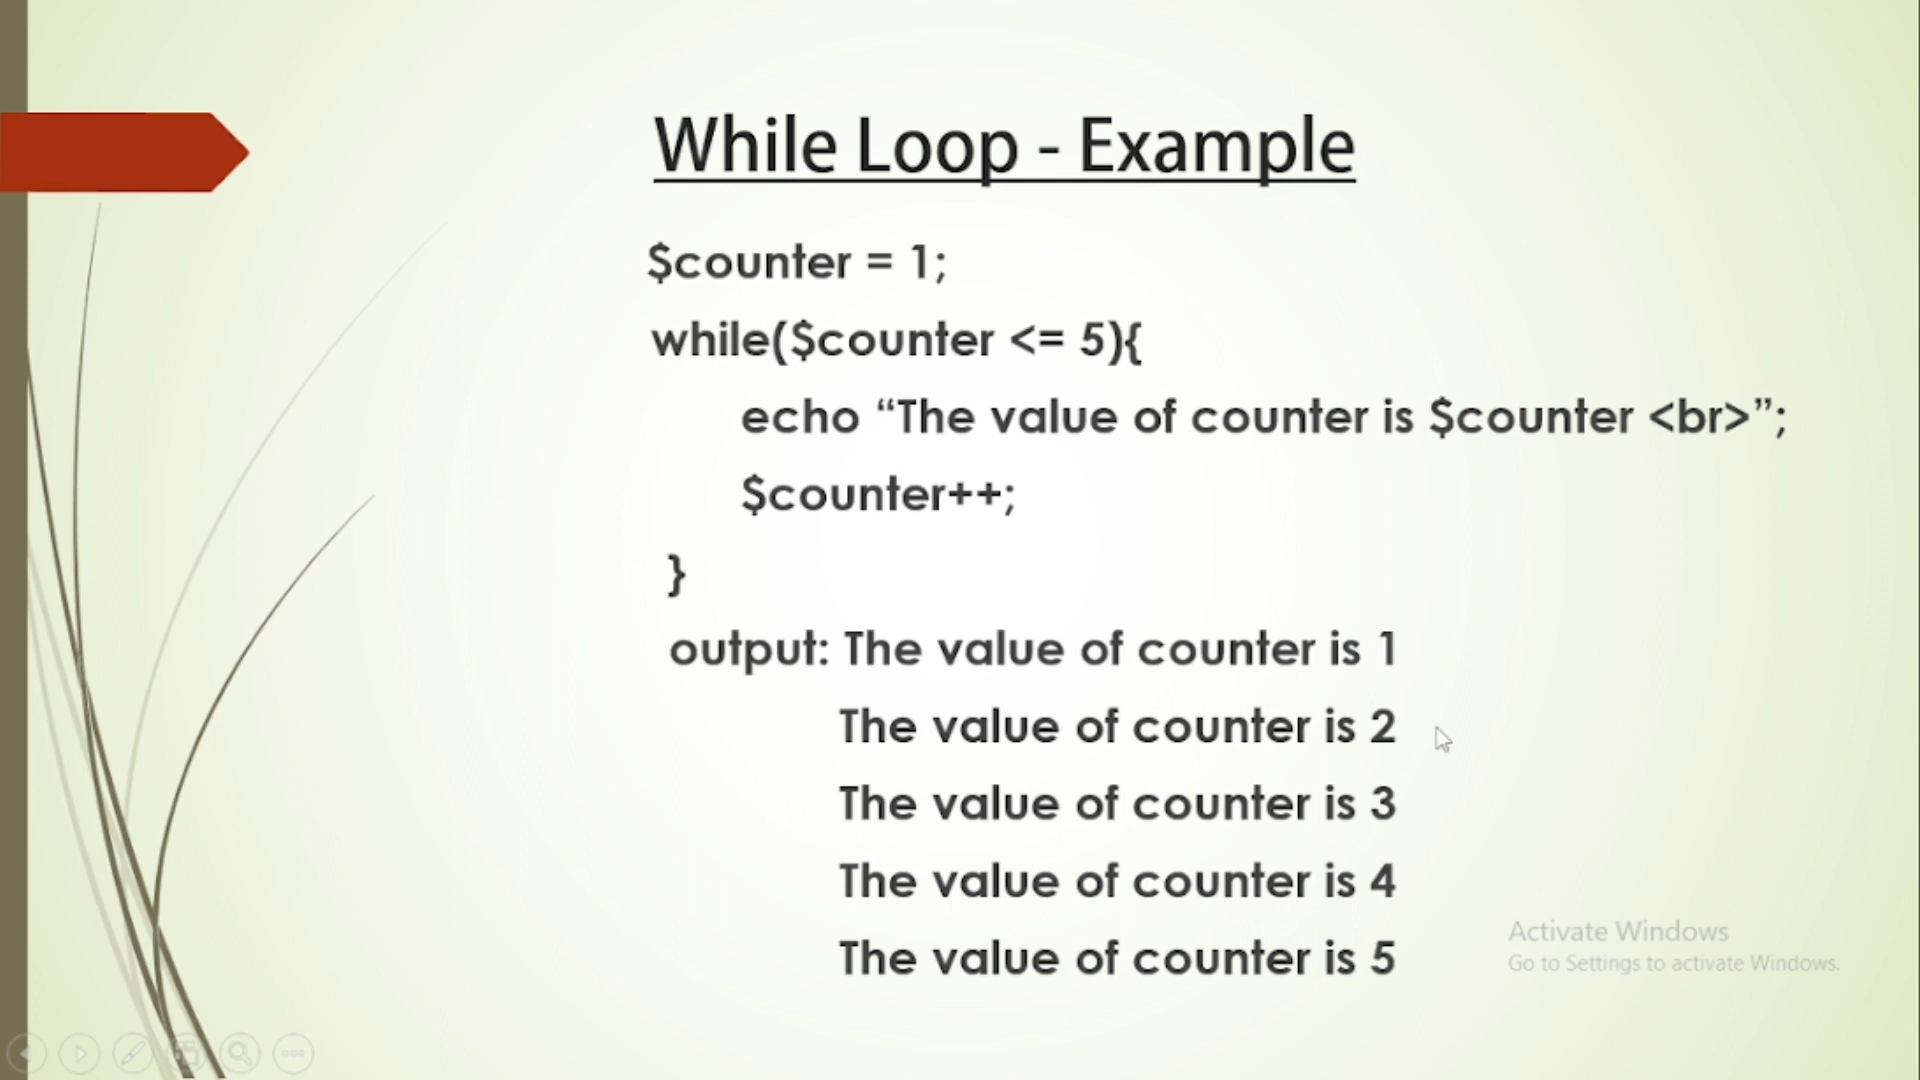 While Loop - Example
$counter = 1;
while($counter <= 5){
echo “The value of counter is $counter <br>”;
$counter++;
}
output: The value of counter is 1
The value of counter is 2
The value of counter is 3
The value of counter is 4
The value of counter is 5
Activate Windows
Go to Settings to activate Windows.